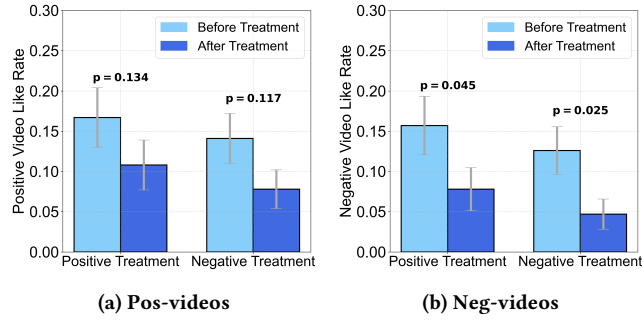 0.30
0.25
0.20
0.15
0.10
0.05
0.00
Positive Video Like Rate
Before Treatment
After Treatment
p = 0.134
p = 0.117
Positive Treatment
Negative Treatment
(a) Pos-videos
0.30
0.25
0.20
0.15
0.10
0.05
0.00
Negative Video Like Rate
Before Treatment
After Treatment
p = 0.045
p = 0.025
Positive Treatment
Negative Treatment
(b) Neg-videos